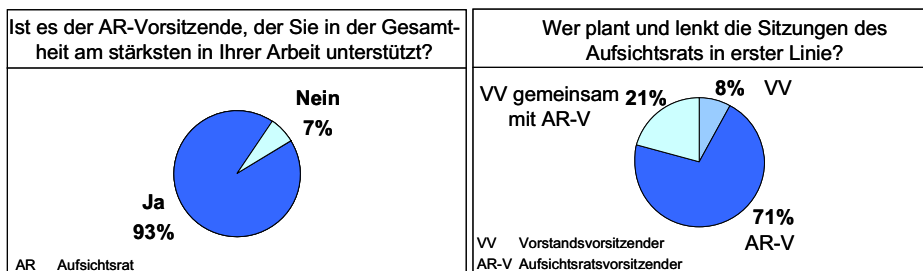 Ist es der AR-Vorsitzende, der Sie in der Gesamt-
heit am stärksten in Ihrer Arbeit unterstützt?
Nein
7%
Ja
93%
AR Aufsichtsrat
Wer plant und lenkt die Sitzungen des
Aufsichtsrats in erster Linie?
VV gemeinsam
mit AR-V
21%
8% VV
71%
AR-V
VV Vorstandsvorsitzender
AR-V Aufsichtsratsvorsitzender